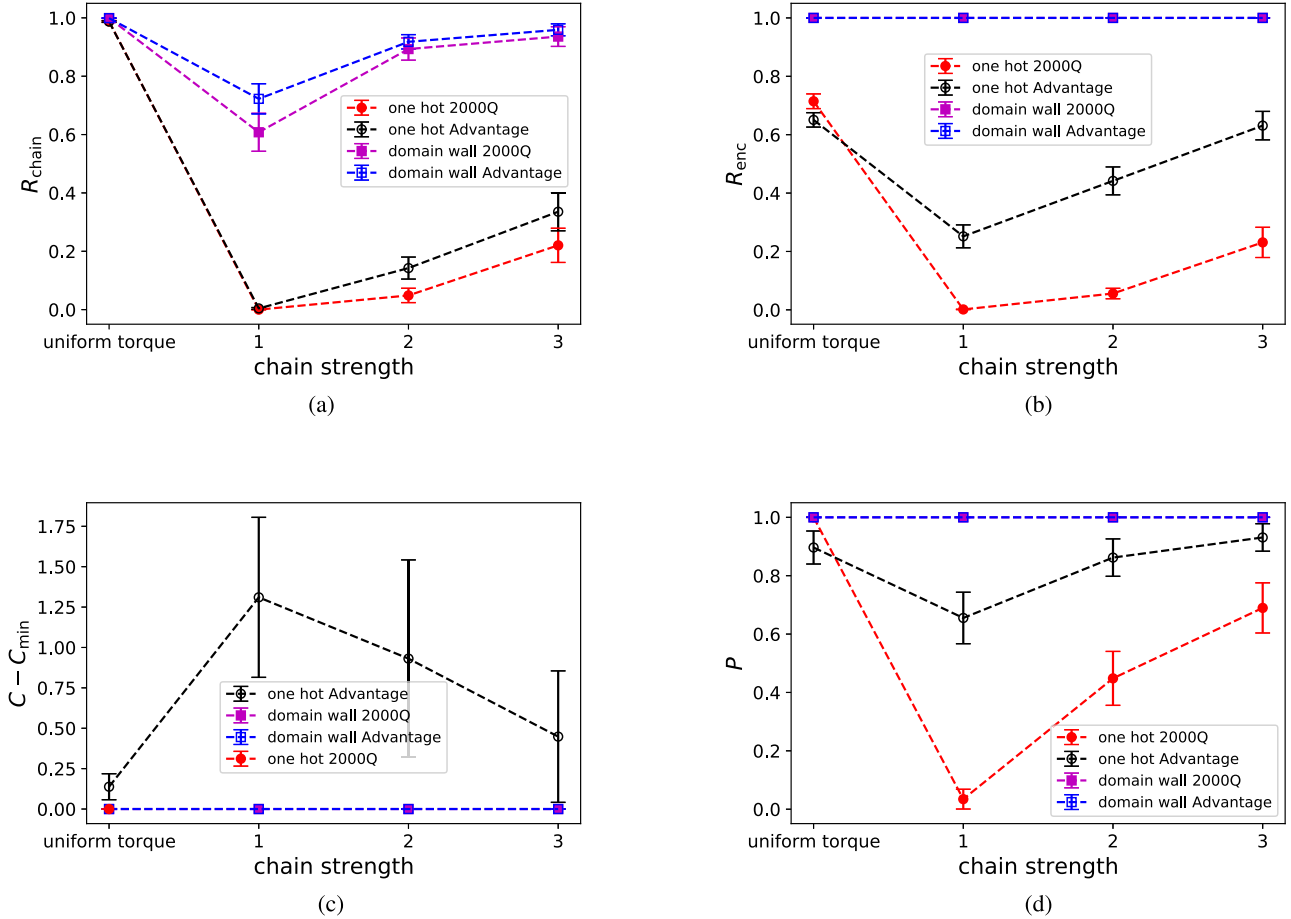 1.0
0.8
0.6
0.4
0.2
0.0
R_chain
one hot 2000Q
one hot Advantage
domain wall 2000Q
domain wall Advantage
uniform torque 1 2 3
chain strength
(a)
1.0
0.8
0.6
0.4
0.2
0.0
R_enc
one hot 2000Q
one hot Advantage
domain wall 2000Q
domain wall Advantage
uniform torque 1 2 3
chain strength
(b)
1.75
1.50
1.25
1.00
0.75
0.50
0.25
0.00
C − C_min
one hot Advantage
domain wall 2000Q
domain wall Advantage
one hot 2000Q
uniform torque 1 2 3
chain strength
(c)
1.0
0.8
0.6
0.4
0.2
0.0
P
one hot 2000Q
one hot Advantage
domain wall 2000Q
domain wall Advantage
uniform torque 1 2 3
chain strength
(d)